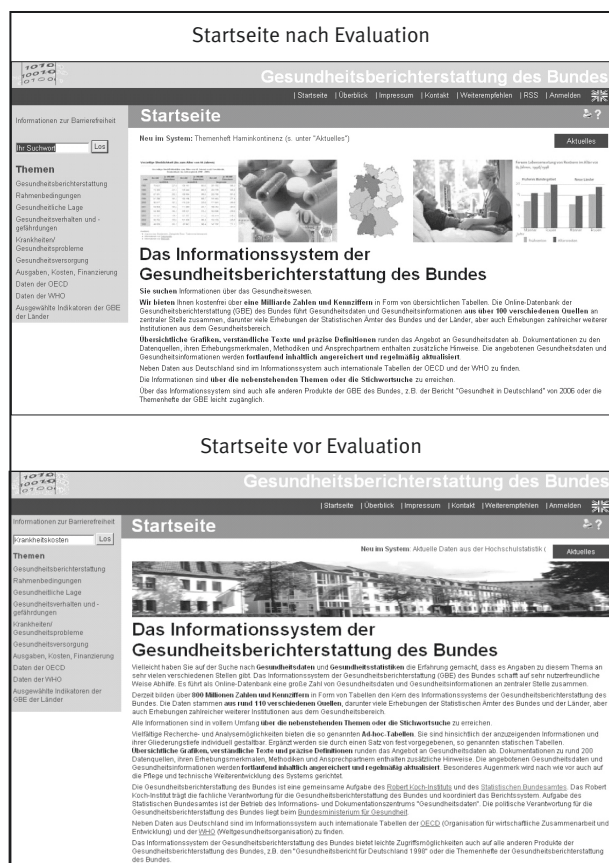 Startseite nach Evaluation
Gesundheitsberichterstattung des Bundes
| Startseite | Überblick | Impressum | Kontakt | Weiterempfehlen | RSS | Anmelden
Informationen zur Barrierefreiheit
Startseite
Neu im System: Themenheft Harninkontinenz (s. unter "Aktuelles")
Aktuelles
Ihr Suchwort
Los
Themen
Gesundheitsberichterstattung
Rahmenbedingungen
Gesundheitliche Lage
Gesundheitsverhalten und -
gefährdungen
Krankheiten/
Gesundheitsprobleme
Gesundheitsversorgung
Ausgaben, Kosten, Finanzierung
Daten der OECD
Daten der WHO
Ausgewählte Indikatoren der GBE
der Länder
Das Informationssystem der
Gesundheitsberichterstattung des Bundes
Sie suchen Informationen über das Gesundheitswesen.
Wir bieten Ihnen kostenfrei über eine Milliarde Zahlen und Kennziffern in Form von übersichtlichen Tabellen. Die Online-Datenbank der
Gesundheitsberichterstattung (GBE) des Bundes führt Gesundheitsdaten und Gesundheitsinformationen aus über 100 verschiedenen Quellen an
zentraler Stelle zusammen, darunter viele Erhebungen der Statistischen Ämter des Bundes und der Länder, aber auch Erhebungen zahlreicher weiterer
Institutionen aus dem Gesundheitsbereich.
Übersichtliche Grafiken, verständliche Texte und präzise Definitionen runden das Angebot an Gesundheitsdaten ab. Dokumentationen zu den
Datenquellen, ihren Erhebungsmerkmalen, Methodiken und Ansprechpartnern enthalten zusätzliche Hinweise. Die angebotenen Gesundheitsdaten und
Gesundheitsinformationen werden fortlaufend inhaltlich angereichert und regelmäßig aktualisiert.
Neben Daten aus Deutschland sind im Informationssystem auch internationale Tabellen der OECD und der WHO zu finden.
Die Informationen sind über die nebenstehenden Themen oder die Stichwortsuche zu erreichen.
Über das Informationssystem sind auch alle anderen Produkte der GBE des Bundes, z.B. der Bericht "Gesundheit in Deutschland" von 2006 oder die
Themenhefte der GBE leicht zugänglich.
Startseite vor Evaluation
Gesundheitsberichterstattung des Bundes
| Startseite | Überblick | Impressum | Kontakt | Weiterempfehlen | Anmelden
Informationen zur Barrierefreiheit
Startseite
Neu im System: Aktuelle Daten aus der Hochschulstatistik (
Aktuelles
Krankheitskosten
Los
Themen
Gesundheitsberichterstattung
Rahmenbedingungen
Gesundheitliche Lage
Gesundheitsverhalten und -
gefährdungen
Krankheiten/
Gesundheitsprobleme
Gesundheitsversorgung
Ausgaben, Kosten, Finanzierung
Daten der OECD
Daten der WHO
Ausgewählte Indikatoren der
GBE der Länder
Das Informationssystem der
Gesundheitsberichterstattung des Bundes
Vielleicht haben Sie auf der Suche nach Gesundheitsdaten und Gesundheitsstatistiken die Erfahrung gemacht, dass es Angaben zu diesem Thema an
sehr vielen verschiedenen Stellen gibt. Das Informationssystem der Gesundheitsberichterstattung (GBE) des Bundes schafft auf sehr nutzerfreundliche
Weise Abhilfe. Es führt als Online-Datenbank eine große Zahl von Gesundheitsdaten und Gesundheitsinformationen an zentraler Stelle zusammen.
Derzeit bilden über 800 Millionen Zahlen und Kennziffern in Form von Tabellen den Kern des Informationssystems der Gesundheitsberichterstattung des
Bundes. Die Daten stammen aus rund 110 verschiedenen Quellen, darunter viele Erhebungen der Statistischen Ämter des Bundes und der Länder, aber
auch Erhebungen zahlreicher weiterer Institutionen aus dem Gesundheitsbereich.
Alle Informationen sind in vollem Umfang über die nebenstehenden Themen oder die Stichwortsuche zu erreichen.
Vielfältige Recherche- und Analysemöglichkeiten bieten die so genannten Ad-hoc-Tabellen. Sie sind hinsichtlich der anzuzeigenden Informationen und
ihrer Gliederungstiefe individuell gestaltbar. Ergänzt werden sie durch einen Satz von fest vorgegebenen, so genannten statischen Tabellen.
Übersichtliche Grafiken, verständliche Texte und präzise Definitionen runden das Angebot an Gesundheitsdaten ab. Dokumentationen zu rund 200
Datenquellen, ihren Erhebungsmerkmalen, Methodiken und Ansprechpartnern enthalten zusätzliche Hinweise. Die angebotenen Gesundheitsdaten und
Gesundheitsinformationen werden fortlaufend inhaltlich angereichert und regelmäßig aktualisiert. Besonderes Augenmerk wird nach wie vor auch auf
die Pflege und technische Weiterentwicklung des Systems gerichtet.
Die Gesundheitsberichterstattung des Bundes ist eine gemeinsame Aufgabe des Robert Koch-Instituts und des Statistischen Bundesamtes. Das Robert
Koch-Institut trägt die fachliche Verantwortung für die Gesundheitsberichterstattung des Bundes und koordiniert das Berichtssystem. Aufgabe des
Statistischen Bundesamtes ist der Betrieb des Informations- und Dokumentationszentrums "Gesundheitsdaten". Die politische Verantwortung für die
Gesundheitsberichterstattung des Bundes liegt beim Bundesministerium für Gesundheit.
Neben Daten aus Deutschland sind im Informationssystem auch internationale Tabellen der OECD (Organisation für wirtschaftliche Zusammenarbeit und
Entwicklung) und der WHO (Weltgesundheitsorganisation) zu finden.
Das Informationssystem der Gesundheitsberichterstattung des Bundes bietet leichte Zugriffsmöglichkeiten auch auf alle anderen Produkte der
Gesundheitsberichterstattung des Bundes, z.B. den "Gesundheitsbericht für Deutschland 1998" oder die Themenhefte der Gesundheitsberichterstattung
des Bundes.